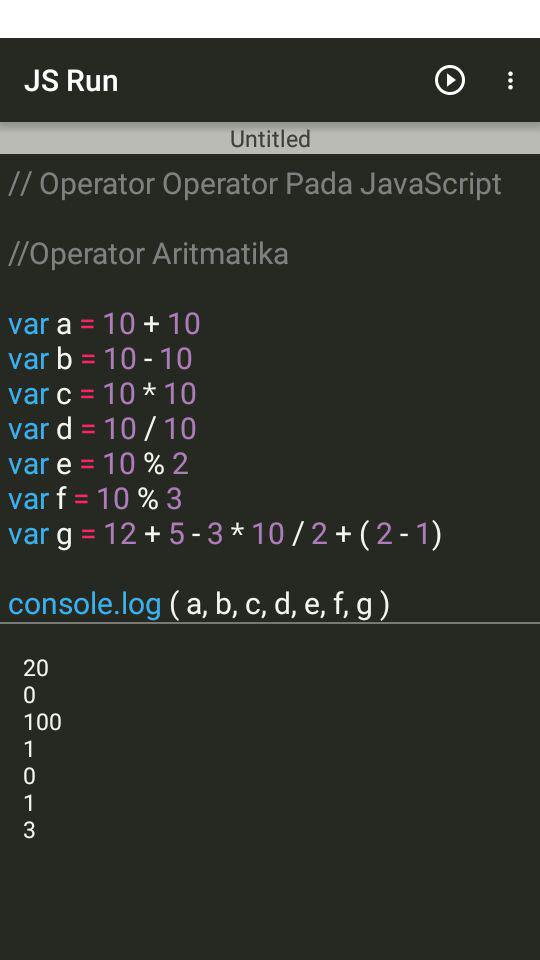 JS Run
Untitled
// Operator Operator Pada JavaScript
//Operator Aritmatika
var a = 10 + 10
var b = 10 - 10
var c = 10 * 10
var d = 10 / 10
var e = 10 % 2
var f = 10 % 3
var g = 12 + 5 - 3 * 10 / 2 + ( 2 - 1)
console.log ( a, b, c, d, e, f, g )
20
0
100
1
0
1
3